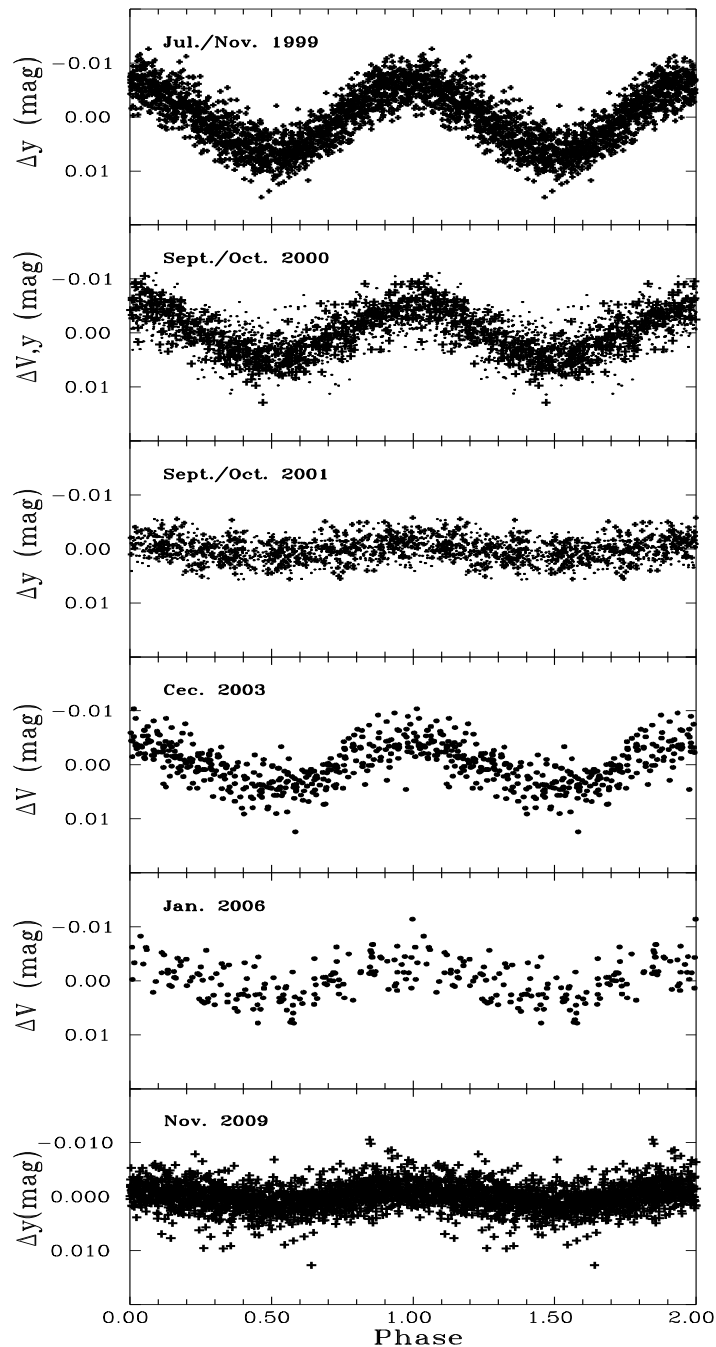 Jul./Nov. 1999
−0.01
0.00
0.01
Δy (mag)
Sept./Oct. 2000
−0.01
0.00
0.01
ΔV,y (mag)
Sept./Oct. 2001
−0.01
0.00
0.01
Δy (mag)
Cec. 2003
−0.01
0.00
0.01
ΔV (mag)
Jan. 2006
−0.01
0.00
0.01
ΔV (mag)
Nov. 2009
−0.010
0.000
0.010
Δy(mag)
0.00 0.50 1.00 1.50 2.00
Phase